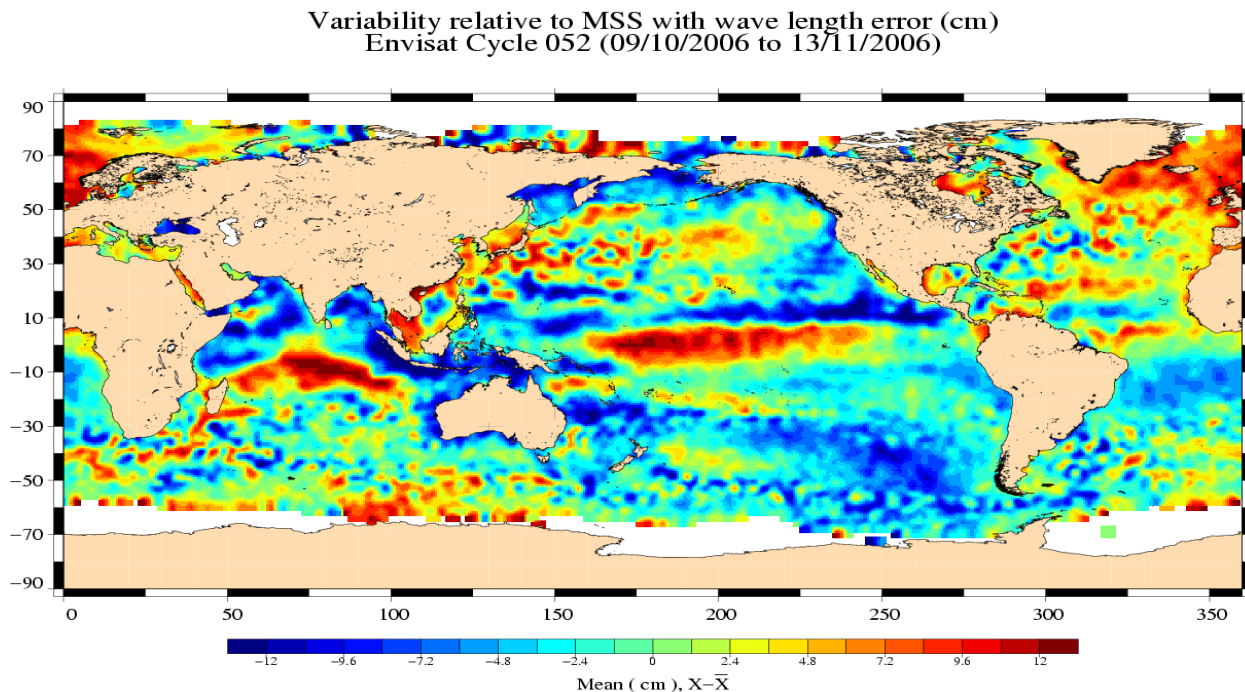 Variability relative to MSS with wave length error (cm)
Envisat Cycle 052 (09/10/2006 to 13/11/2006)
90
70
50
30
10
−10
−30
−50
−70
−90
0 50 100 150 200 250 300 350
−12 −9.6 −7.2 −4.8 −2.4 0 2.4 4.8 7.2 9.6 12
Mean ( cm ), X−X̅